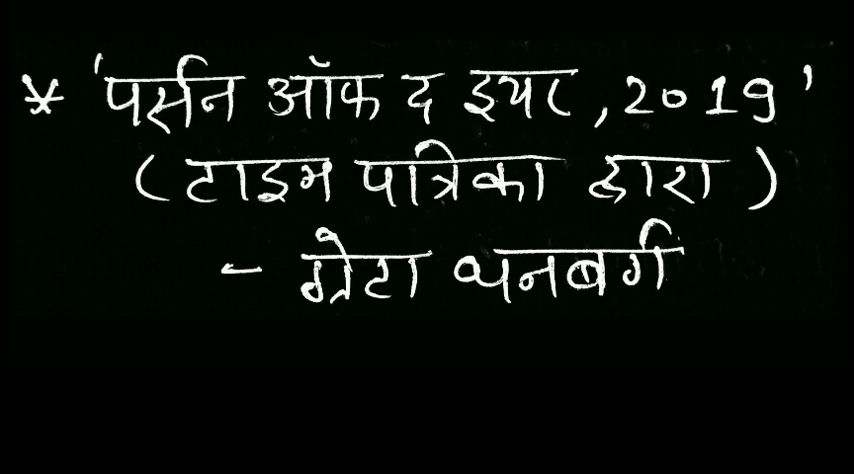 * 'पर्सन ऑफ द इयर, 2019'
(टाइम पत्रिका द्वारा)
- ग्रेटा थनबर्ग